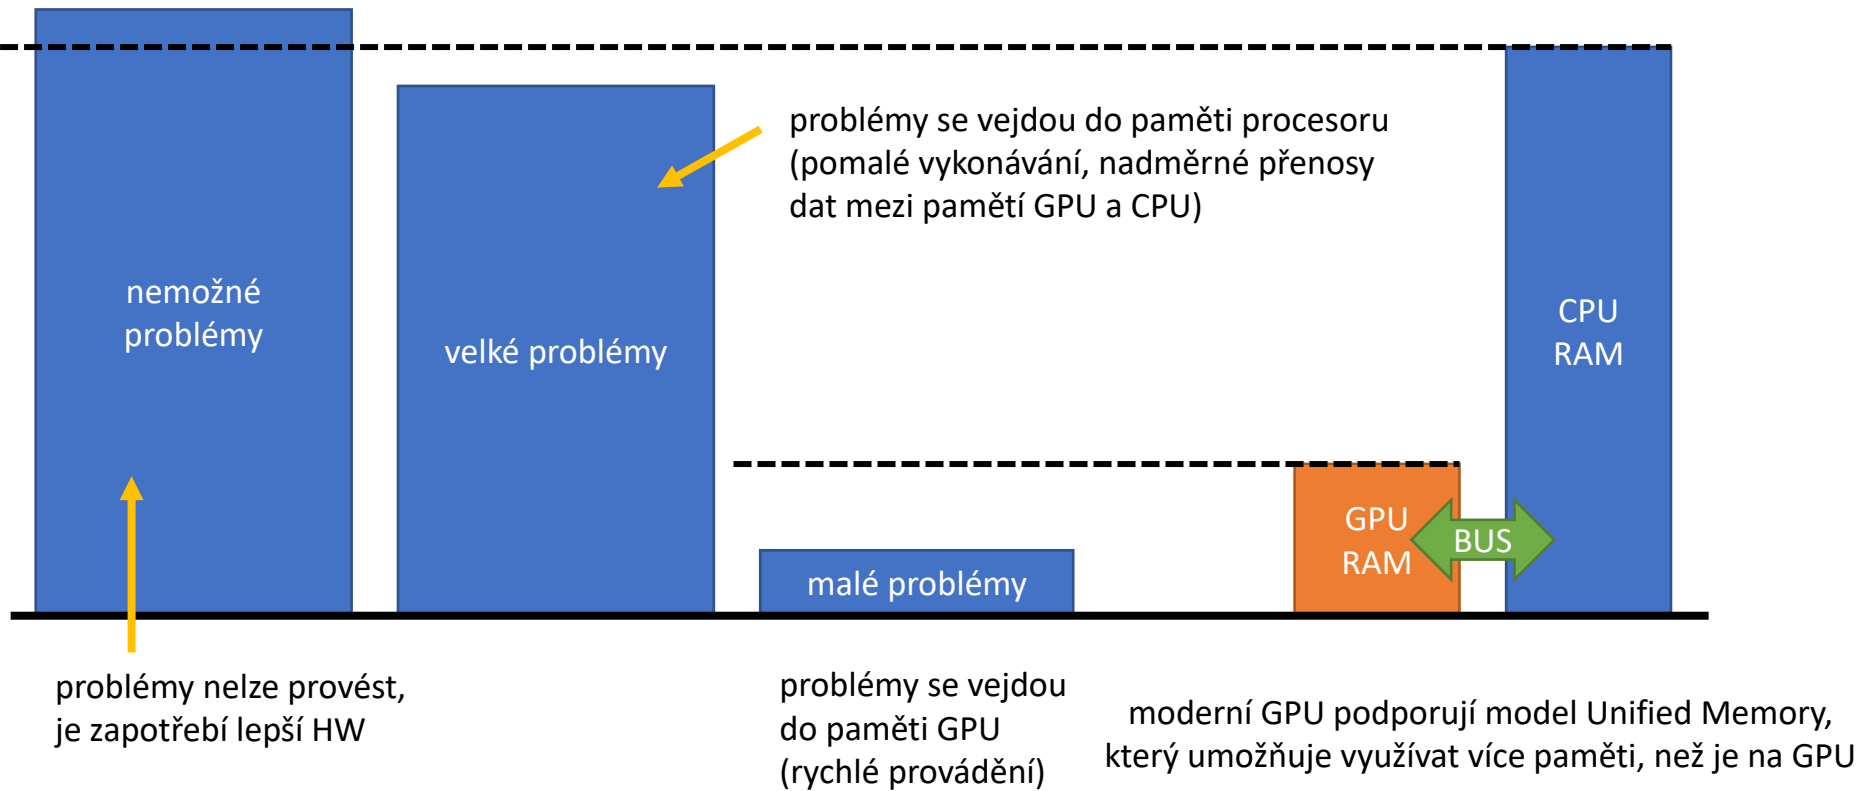 problémy se vejdou do paměti procesoru
(pomalé vykonávání, nadměrné přenosy
dat mezi pamětí GPU a CPU)
nemožné
problémy
velké problémy
CPU
RAM
GPU
RAM
BUS
malé problémy
problémy nelze provést,
je zapotřebí lepší HW
problémy se vejdou
do paměti GPU
(rychlé provádění)
moderní GPU podporují model Unified Memory,
který umožňuje využívat více paměti, než je na GPU